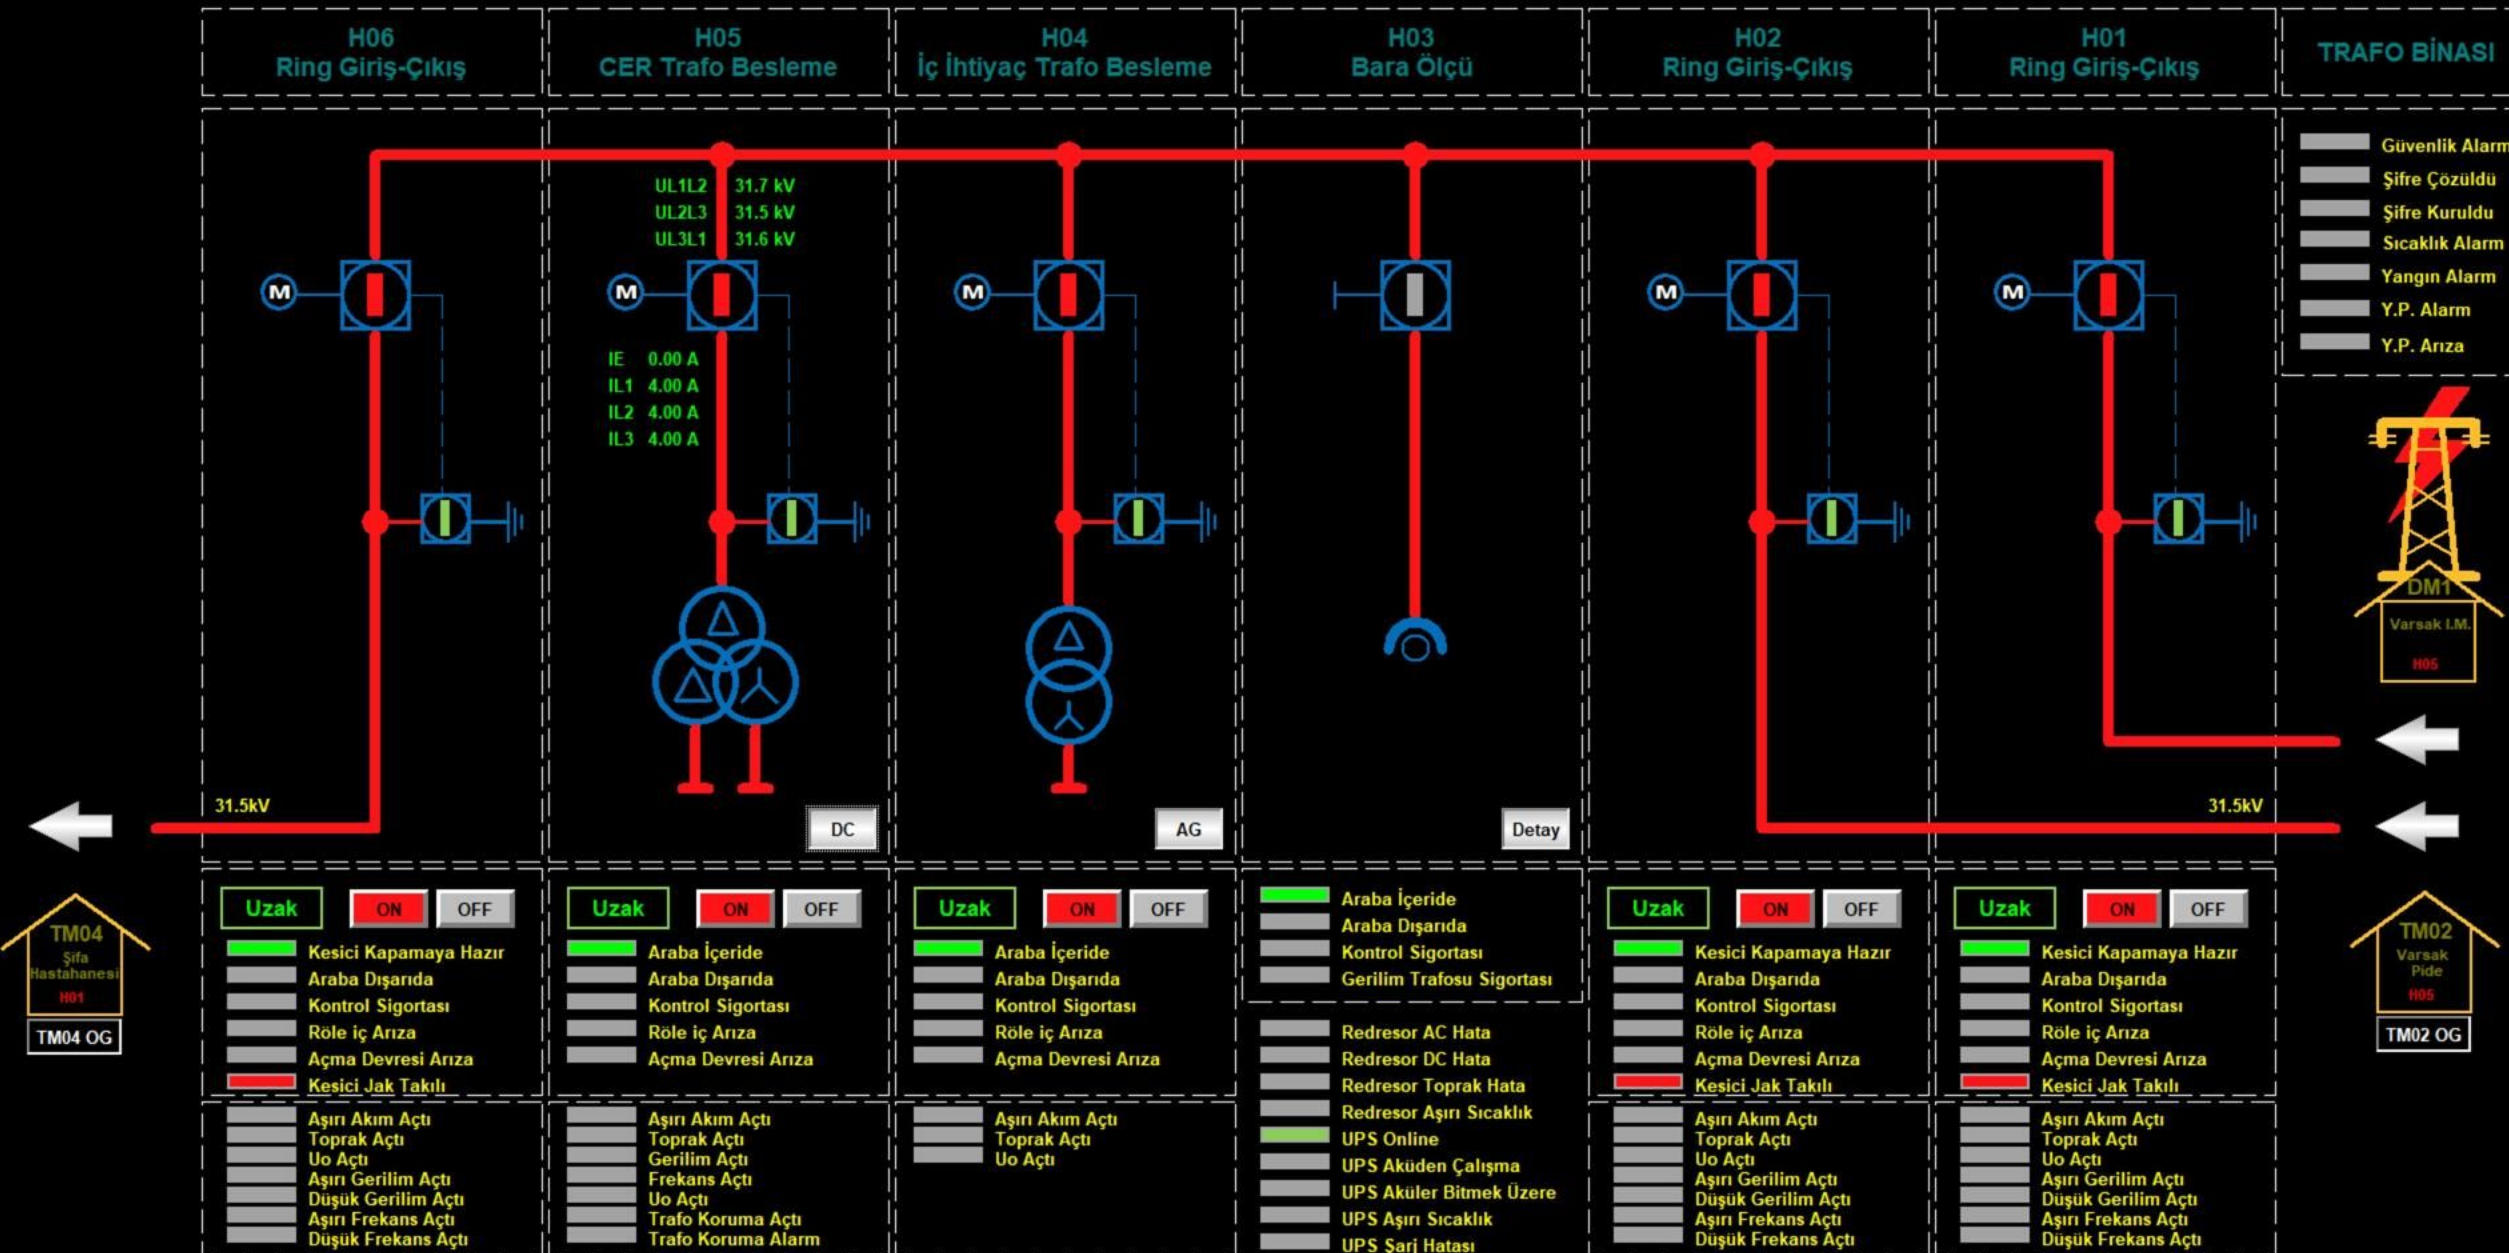 H06
Ring Giriş-Çıkış
H05
CER Trafo Besleme
H04
İç İhtiyaç Trafo Besleme
H03
Bara Ölçü
H02
Ring Giriş-Çıkış
H01
Ring Giriş-Çıkış
TRAFO BİNASI
Güvenlik Alarm
Şifre Çözüldü
Şifre Kuruldu
Sıcaklık Alarm
Yangın Alarm
Y.P. Alarm
Y.P. Arıza
UL1L2 31.7 kV
UL2L3 31.5 kV
UL3L1 31.6 kV
M
M
M
M
M
IE 0.00 A
IL1 4.00 A
IL2 4.00 A
IL3 4.00 A
DM1
Varsak I.M.
H05
31.5kV
DC
AG
Detay
31.5kV
TM04
Şifa
Hastahanesi
H01
TM04 OG
Uzak ON OFF
Kesici Kapamaya Hazır
Araba Dışarıda
Kontrol Sigortası
Röle iç Arıza
Açma Devresi Arıza
Kesici Jak Takılı
Aşırı Akım Açtı
Toprak Açtı
Uo Açtı
Aşırı Gerilim Açtı
Düşük Gerilim Açtı
Aşırı Frekans Açtı
Düşük Frekans Açtı
Uzak ON OFF
Araba İçeride
Araba Dışarıda
Kontrol Sigortası
Röle iç Arıza
Açma Devresi Arıza
Aşırı Akım Açtı
Toprak Açtı
Gerilim Açtı
Frekans Açtı
Uo Açtı
Trafo Koruma Açtı
Trafo Koruma Alarm
Uzak ON OFF
Araba İçeride
Araba Dışarıda
Kontrol Sigortası
Röle iç Arıza
Açma Devresi Arıza
Aşırı Akım Açtı
Toprak Açtı
Uo Açtı
Araba İçeride
Araba Dışarıda
Kontrol Sigortası
Gerilim Trafosu Sigortası
Redresor AC Hata
Redresor DC Hata
Redresor Toprak Hata
Redresor Aşırı Sıcaklık
UPS Online
UPS Aküden Çalışma
UPS Aküler Bitmek Üzere
UPS Aşırı Sıcaklık
UPS Şarj Hatası
Uzak ON OFF
Kesici Kapamaya Hazır
Araba Dışarıda
Kontrol Sigortası
Röle iç Arıza
Açma Devresi Arıza
Kesici Jak Takılı
Aşırı Akım Açtı
Toprak Açtı
Uo Açtı
Aşırı Gerilim Açtı
Düşük Gerilim Açtı
Aşırı Frekans Açtı
Düşük Frekans Açtı
Uzak ON OFF
Kesici Kapamaya Hazır
Araba Dışarıda
Kontrol Sigortası
Röle iç Arıza
Açma Devresi Arıza
Kesici Jak Takılı
Aşırı Akım Açtı
Toprak Açtı
Uo Açtı
Aşırı Gerilim Açtı
Düşük Gerilim Açtı
Aşırı Frekans Açtı
Düşük Frekans Açtı
TM02
Varsak
Pide
H05
TM02 OG